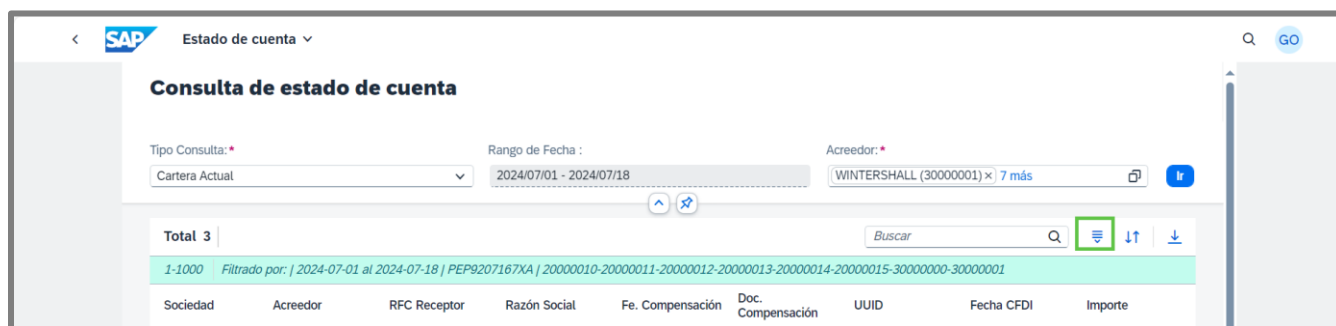 SAP Estado de cuenta GO
Consulta de estado de cuenta
Tipo Consulta:* Rango de Fecha : Acreedor:*
Cartera Actual 2024/07/01 - 2024/07/18 WINTERSHALL (30000001) × 7 más Ir
Total 3 Buscar
1-1000 Filtrado por: | 2024-07-01 al 2024-07-18 | PEP9207167XA | 20000010-20000011-20000012-20000013-20000014-20000015-30000000-30000001
Sociedad Acreedor RFC Receptor Razón Social Fe. Compensación Doc. Compensación UUID Fecha CFDI Importe